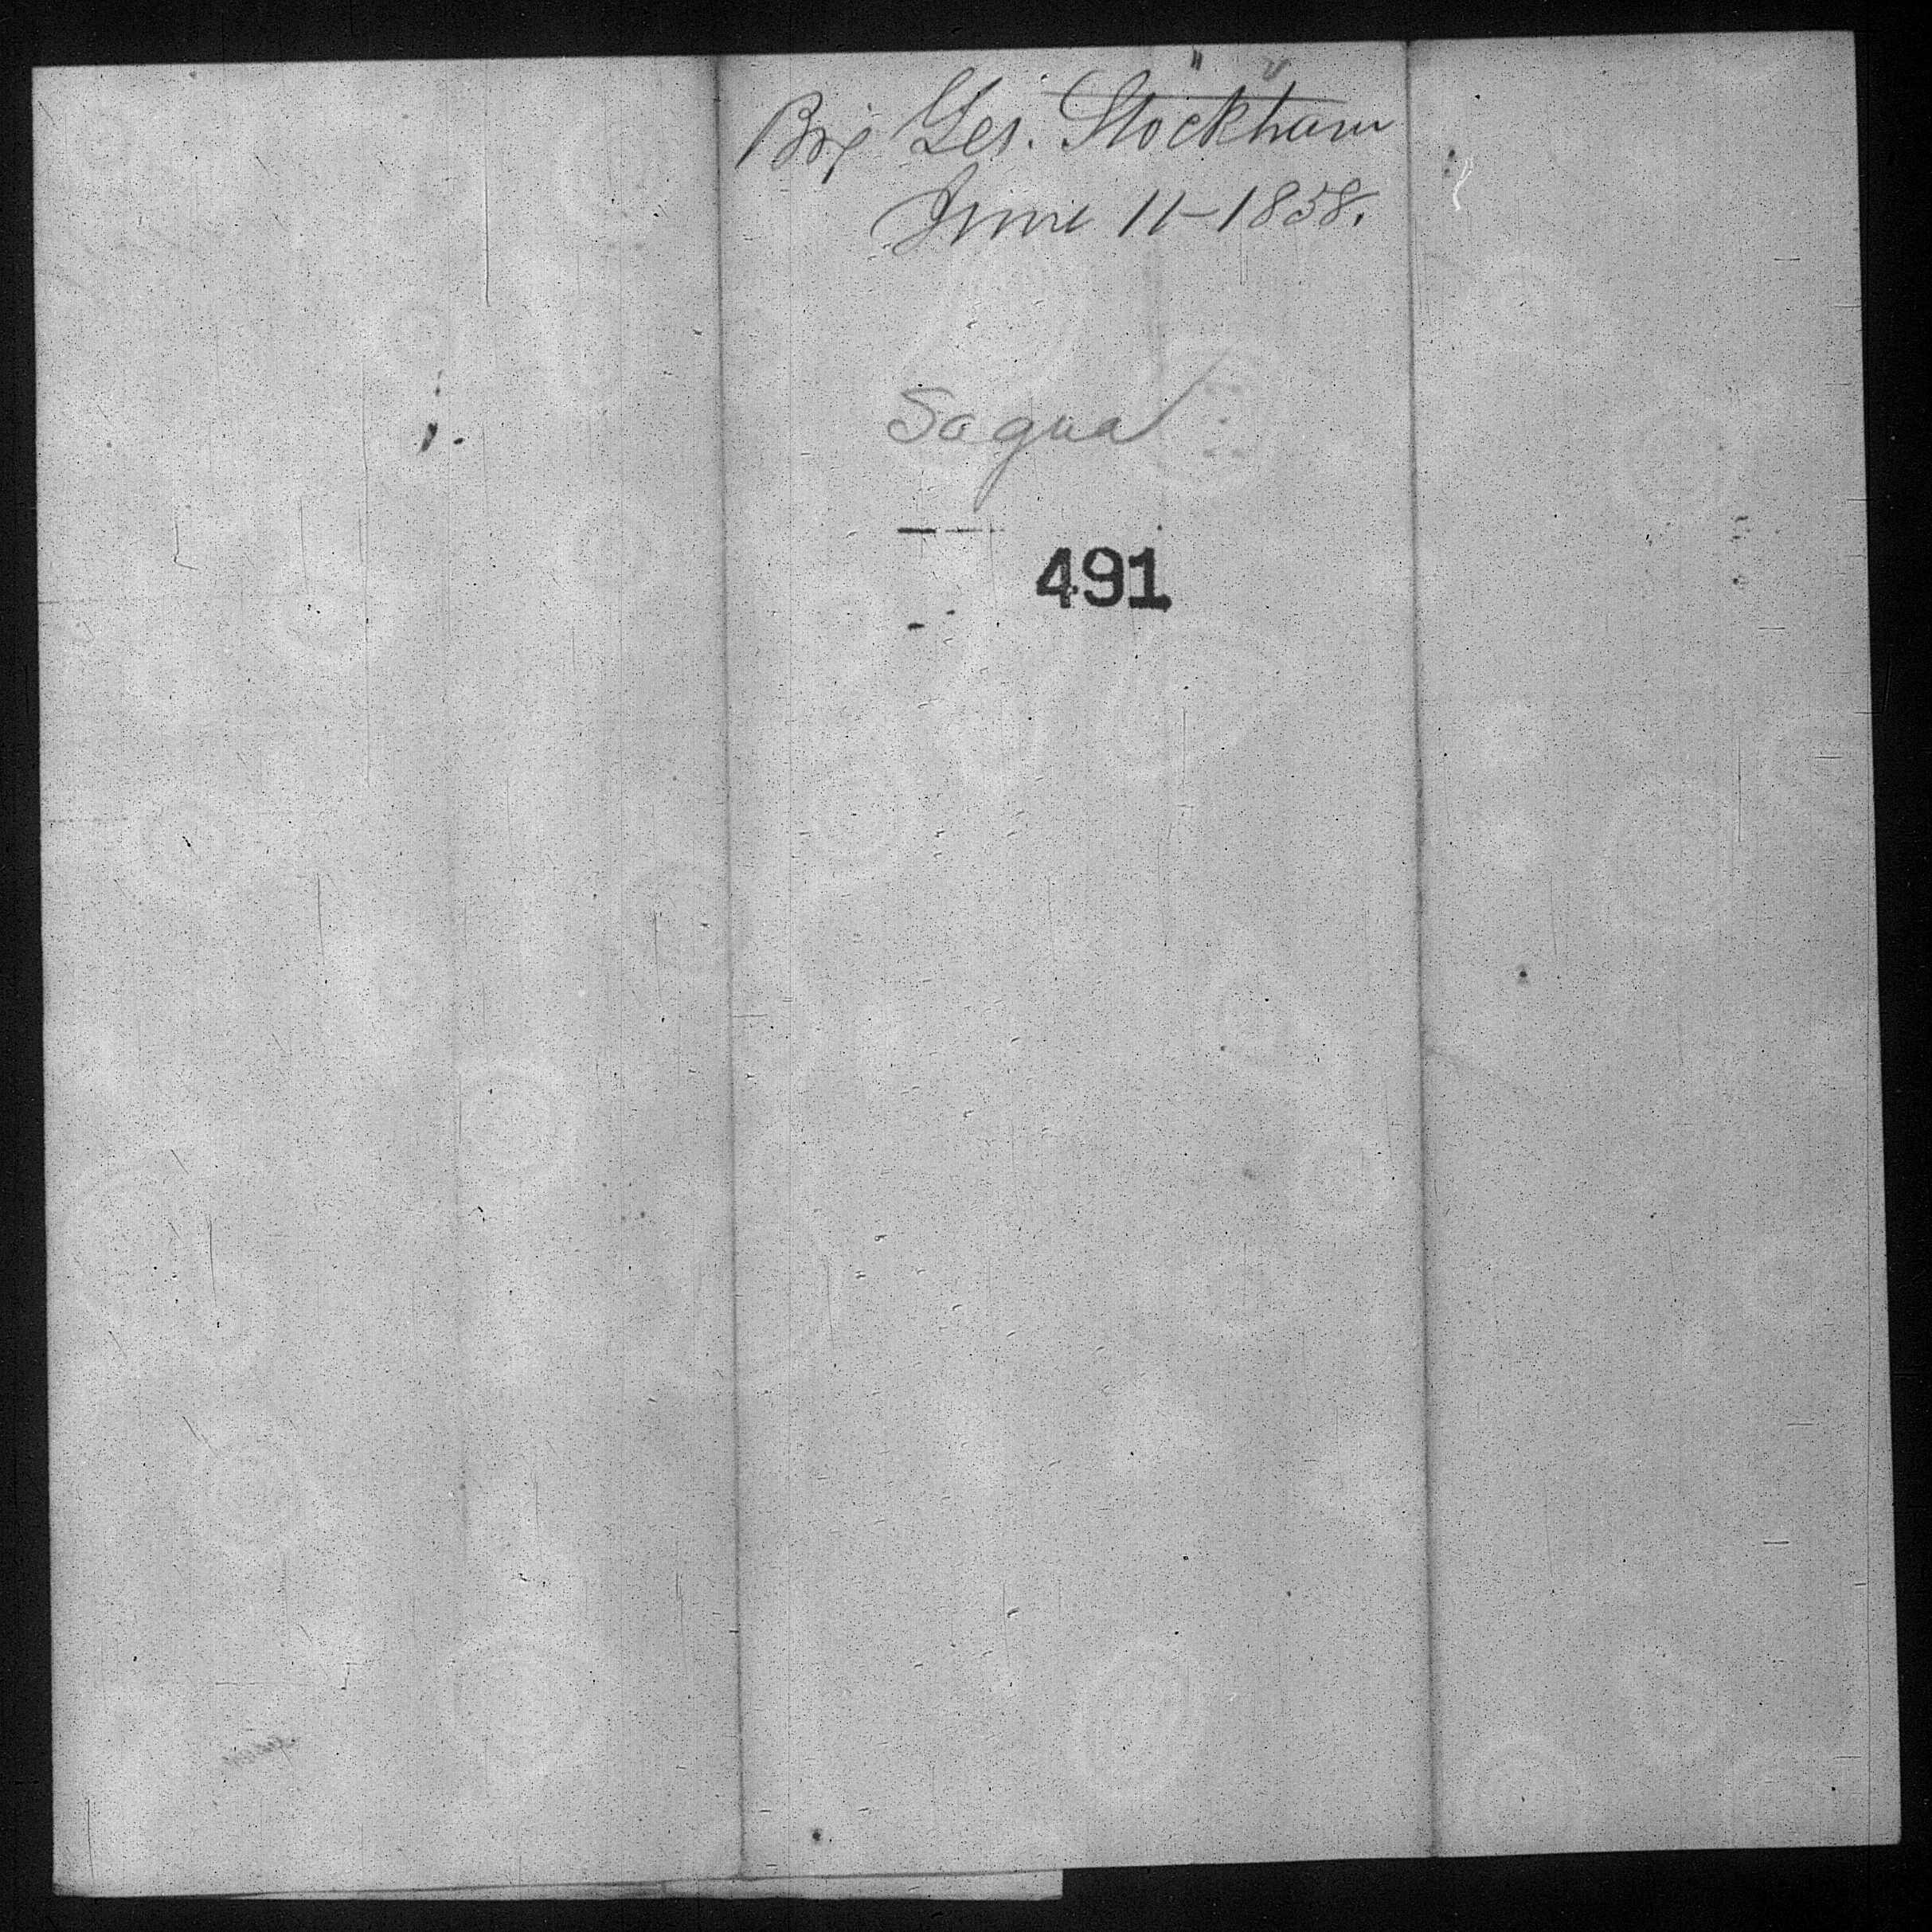 Brig Ges. Stockham
June 11-1858.
Sagua
491